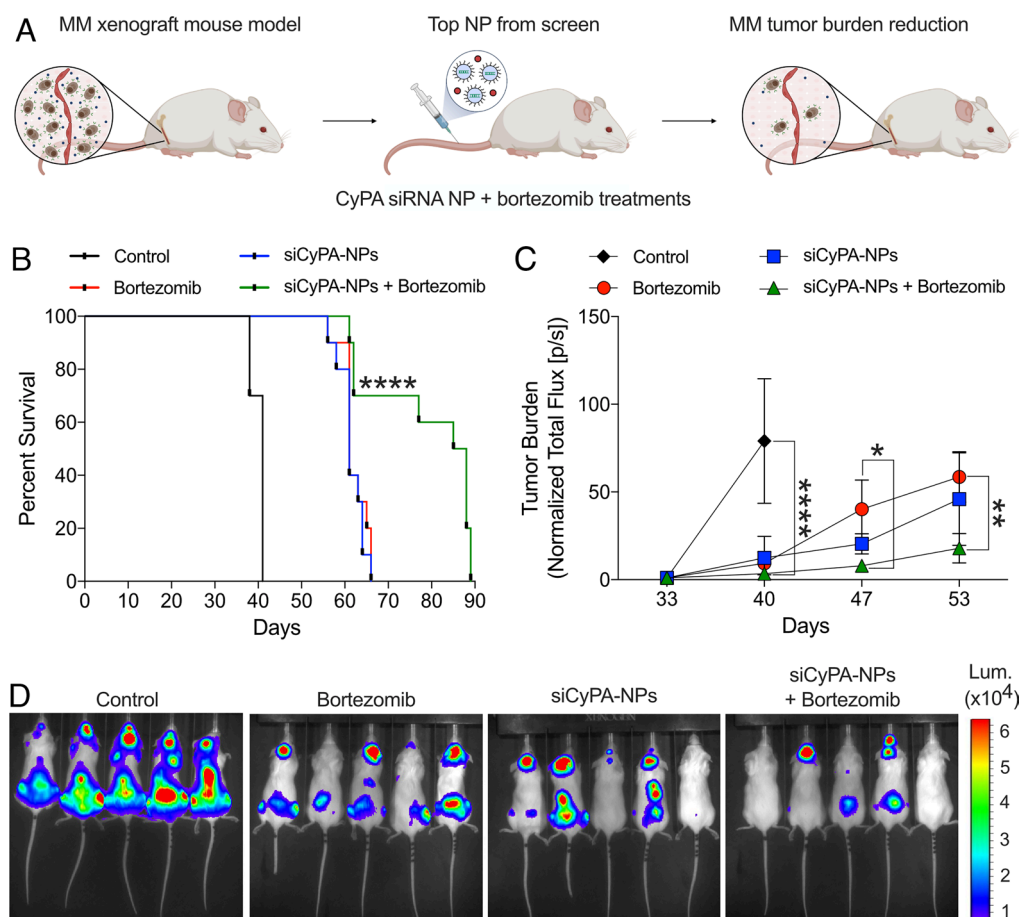 A
MM xenograft mouse model
Top NP from screen
MM tumor burden reduction
CyPA siRNA NP + bortezomib treatments
B
Control
siCyPA-NPs
Bortezomib
siCyPA-NPs + Bortezomib
Percent Survival
100
80
60
40
20
0
****
0 10 20 30 40 50 60 70 80 90
Days
C
Control
siCyPA-NPs
Bortezomib
siCyPA-NPs + Bortezomib
Tumor Burden
(Normalized Total Flux [p/s])
150
100
50
0
****
*
**
33 40 47 53
Days
D
Control
Bortezomib
siCyPA-NPs
siCyPA-NPs
+ Bortezomib
Lum.
(x10⁴)
6
5
4
3
2
1